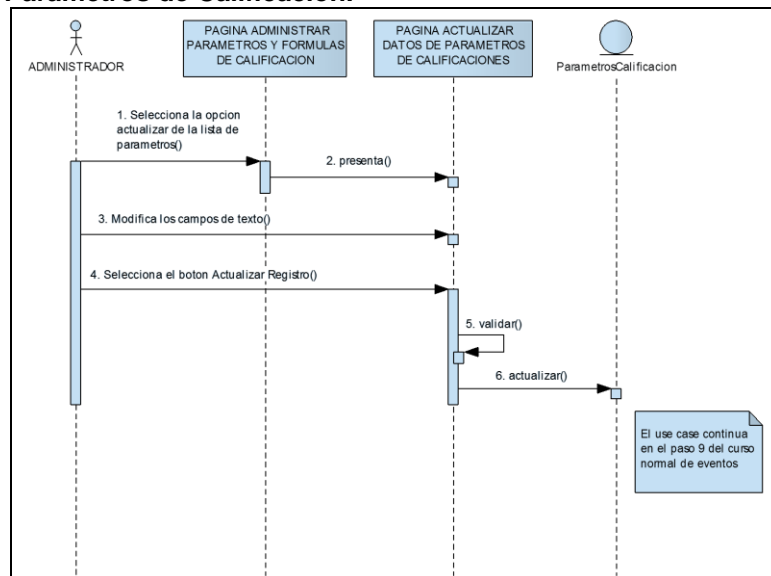 Parámetros de Calificación.
ADMINISTRADOR
PAGINA ADMINISTRAR
PARAMETROS Y FORMULAS
DE CALIFICACION
PAGINA ACTUALIZAR
DATOS DE PARAMETROS
DE CALIFICACIONES
ParametrosCalificacion
1. Selecciona la opcion
actualizar de la lista de
parametros()
2. presenta()
3. Modifica los campos de texto()
4. Selecciona el boton Actualizar Registro()
5. validar()
6. actualizar()
El use case continua
en el paso 9 del curso
normal de eventos